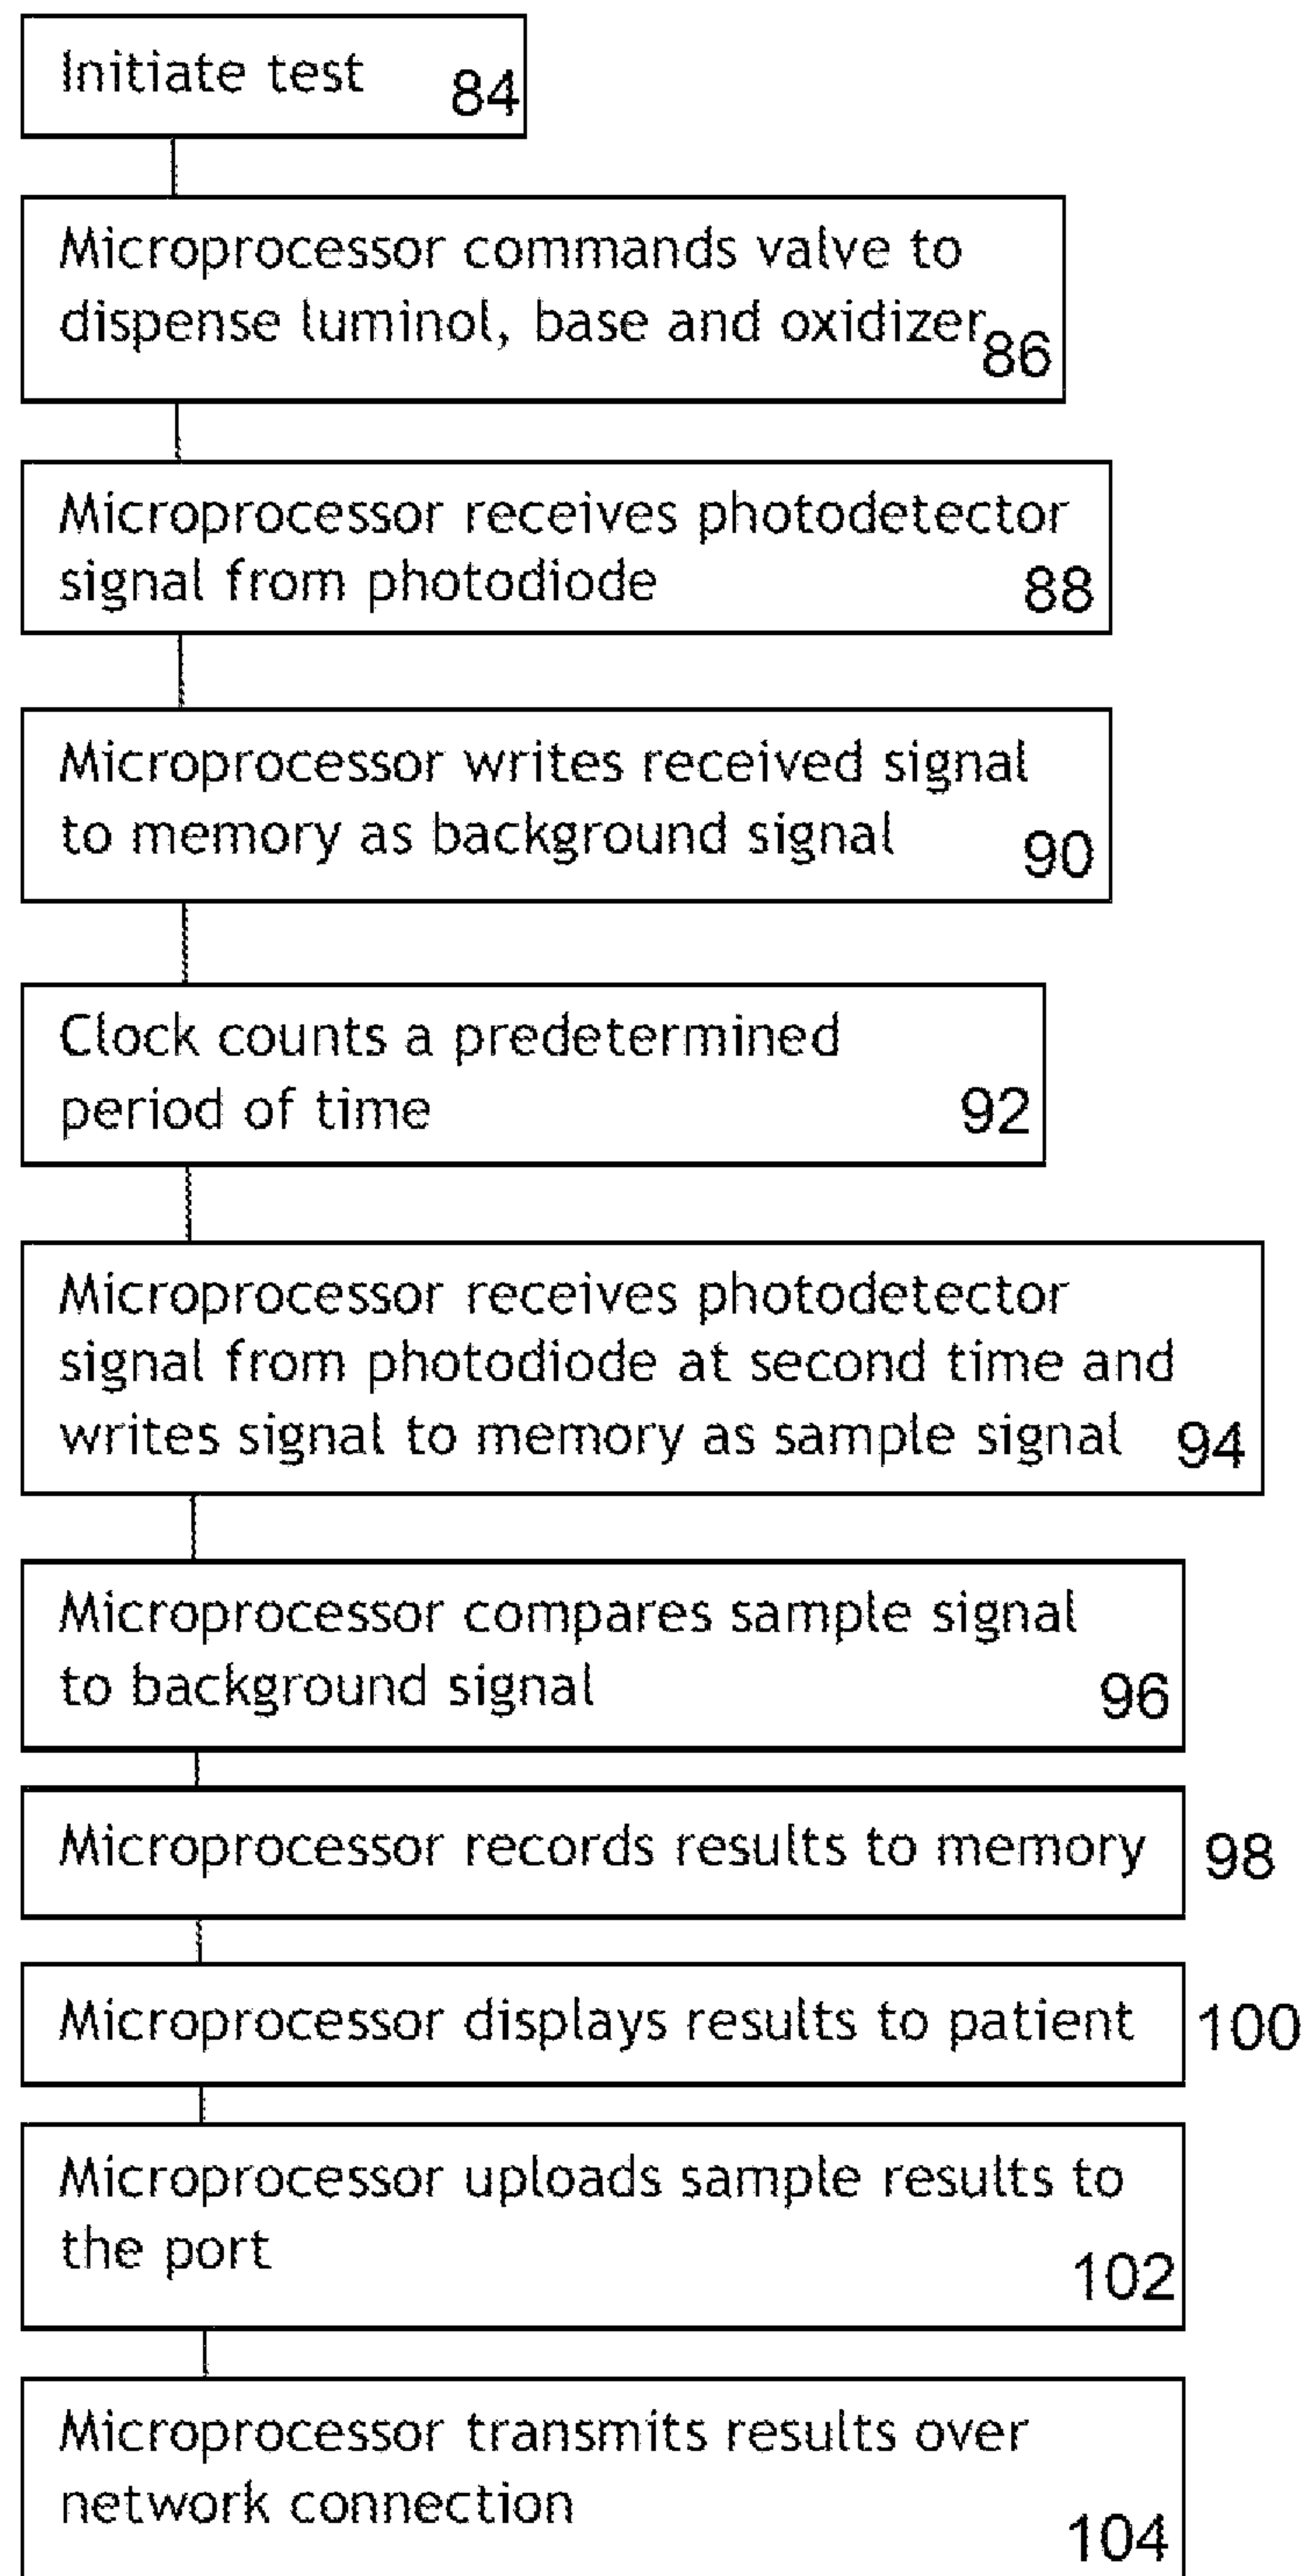 Initiate test 84
Microprocessor commands valve to
dispense luminol, base and oxidizer 86
Microprocessor receives photodetector
signal from photodiode 88
Microprocessor writes received signal
to memory as background signal 90
Clock counts a predetermined
period of time 92
Microprocessor receives photodetector
signal from photodiode at second time and
writes signal to memory as sample signal 94
Microprocessor compares sample signal
to background signal 96
Microprocessor records results to memory 98
Microprocessor displays results to patient 100
Microprocessor uploads sample results to
the port 102
Microprocessor transmits results over
network connection 104